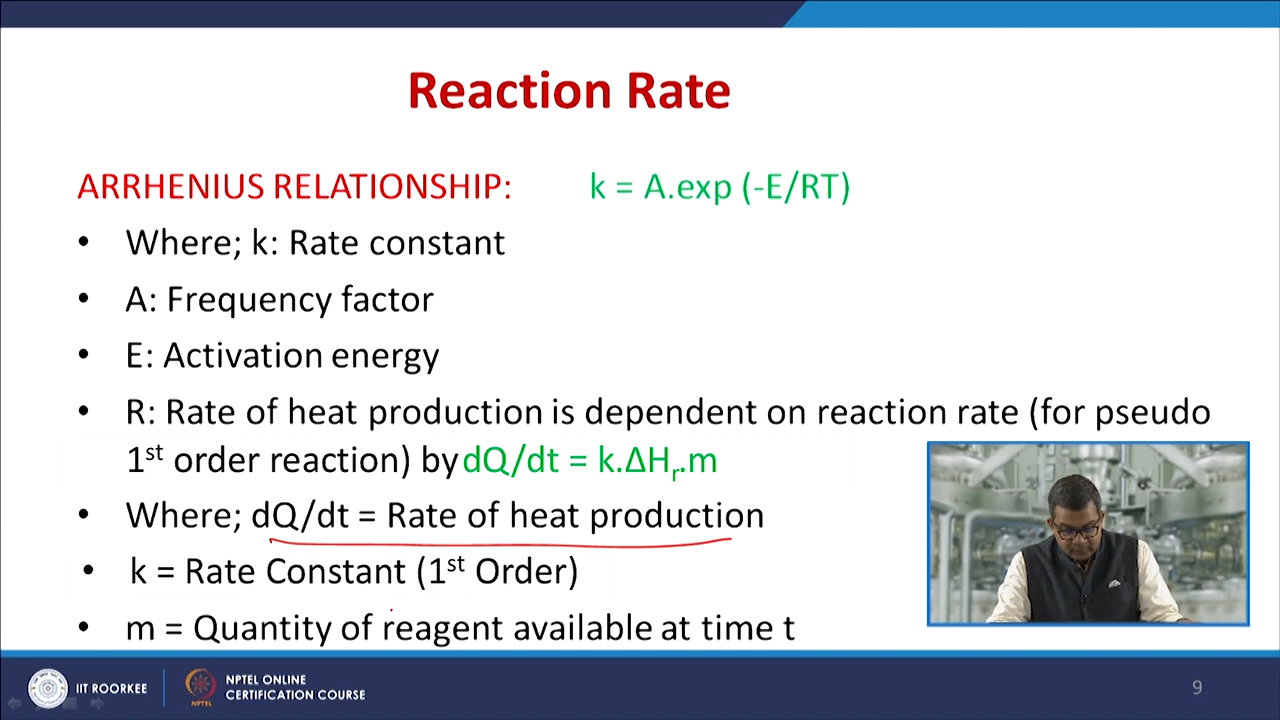 Reaction Rate
ARRHENIUS RELATIONSHIP: k = A.exp (-E/RT)
• Where; k: Rate constant
• A: Frequency factor
• E: Activation energy
• R: Rate of heat production is dependent on reaction rate (for pseudo
1st order reaction) by dQ/dt = k.ΔHr.m
• Where; dQ/dt = Rate of heat production
• k = Rate Constant (1st Order)
• m = Quantity of reagent available at time t
IIT ROORKEE
NPTEL
NPTEL ONLINE
CERTIFICATION COURSE
9